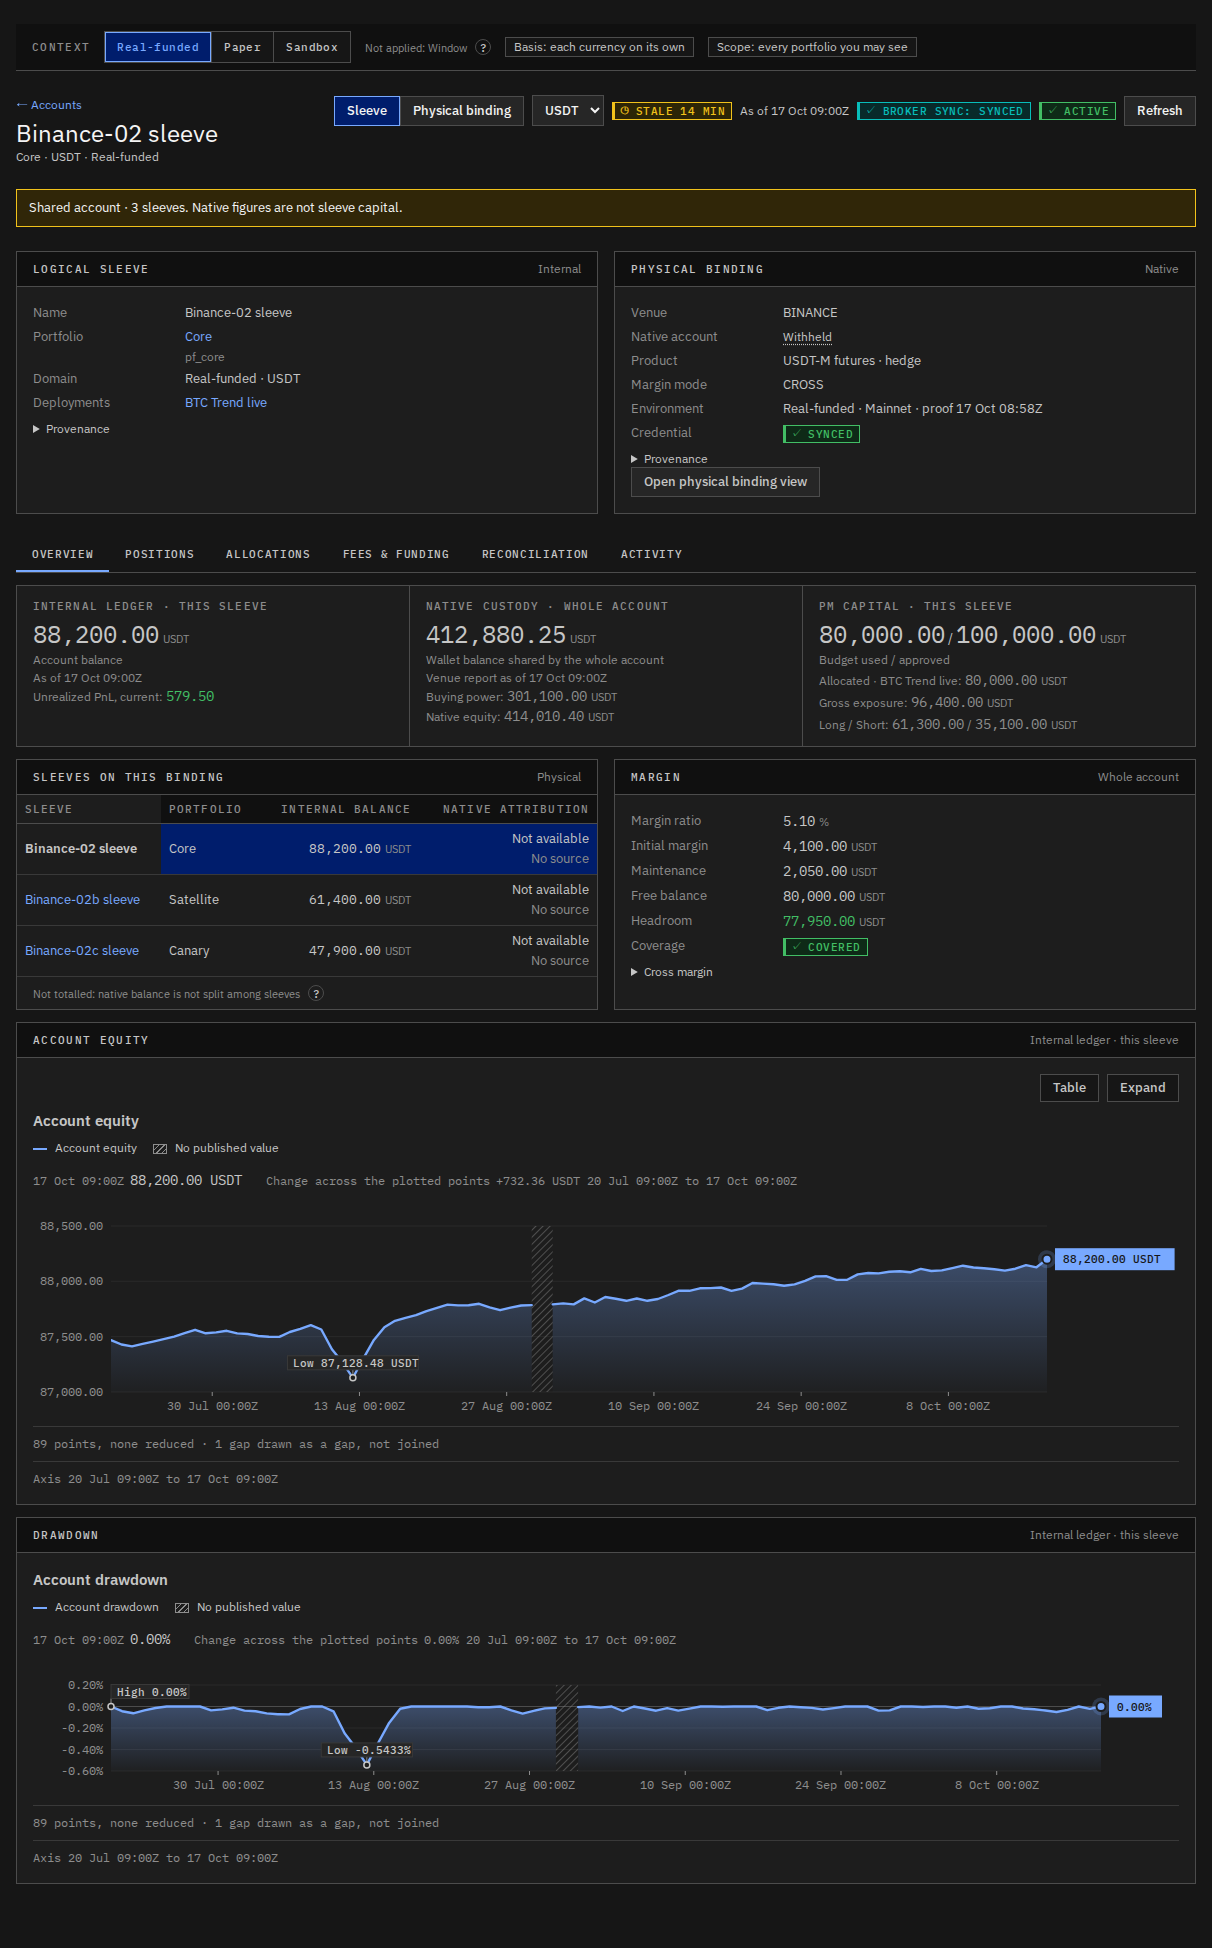 CONTEXT Real-funded Paper Sandbox Not applied: Window ? Basis: each currency on its own Scope: every portfolio you may see
← Accounts
Binance-02 sleeve
Core · USDT · Real-funded
Sleeve Physical binding USDT STALE 14 MIN As of 17 Oct 09:00Z ✓ BROKER SYNC: SYNCED ✓ ACTIVE Refresh
Shared account · 3 sleeves. Native figures are not sleeve capital.
LOGICAL SLEEVE Internal
Name Binance-02 sleeve
Portfolio Core
pf_core
Domain Real-funded · USDT
Deployments BTC Trend live
Provenance
PHYSICAL BINDING Native
Venue BINANCE
Native account Withheld
Product USDT-M futures · hedge
Margin mode CROSS
Environment Real-funded · Mainnet · proof 17 Oct 08:58Z
Credential ✓ SYNCED
Provenance
Open physical binding view
OVERVIEW POSITIONS ALLOCATIONS FEES & FUNDING RECONCILIATION ACTIVITY
INTERNAL LEDGER · THIS SLEEVE
88,200.00 USDT
Account balance
As of 17 Oct 09:00Z
Unrealized PnL, current: 579.50
NATIVE CUSTODY · WHOLE ACCOUNT
412,880.25 USDT
Wallet balance shared by the whole account
Venue report as of 17 Oct 09:00Z
Buying power: 301,100.00 USDT
Native equity: 414,010.40 USDT
PM CAPITAL · THIS SLEEVE
80,000.00 / 100,000.00 USDT
Budget used / approved
Allocated · BTC Trend live: 80,000.00 USDT
Gross exposure: 96,400.00 USDT
Long / Short: 61,300.00 / 35,100.00 USDT
SLEEVES ON THIS BINDING Physical
SLEEVE PORTFOLIO INTERNAL BALANCE NATIVE ATTRIBUTION
Binance-02 sleeve Core 88,200.00 USDT Not available
No source
Binance-02b sleeve Satellite 61,400.00 USDT Not available
No source
Binance-02c sleeve Canary 47,900.00 USDT Not available
No source
Not totalled: native balance is not split among sleeves ?
MARGIN Whole account
Margin ratio 5.10 %
Initial margin 4,100.00 USDT
Maintenance 2,050.00 USDT
Free balance 80,000.00 USDT
Headroom 77,950.00 USDT
Coverage ✓ COVERED
Cross margin
ACCOUNT EQUITY Internal ledger · this sleeve
Table Expand
Account equity
Account equity No published value
17 Oct 09:00Z 88,200.00 USDT Change across the plotted points +732.36 USDT 20 Jul 09:00Z to 17 Oct 09:00Z
88,500.00
88,200.00 USDT
88,000.00
87,500.00
Low 87,128.48 USDT
87,000.00
30 Jul 00:00Z 13 Aug 00:00Z 27 Aug 00:00Z 10 Sep 00:00Z 24 Sep 00:00Z 8 Oct 00:00Z
89 points, none reduced · 1 gap drawn as a gap, not joined
Axis 20 Jul 09:00Z to 17 Oct 09:00Z
DRAWDOWN Internal ledger · this sleeve
Account drawdown
Account drawdown No published value
17 Oct 09:00Z 0.00% Change across the plotted points 0.00% 20 Jul 09:00Z to 17 Oct 09:00Z
0.20%
High 0.00%
0.00% 0.00%
-0.20%
-0.40%
Low -0.5433%
-0.60%
30 Jul 00:00Z 13 Aug 00:00Z 27 Aug 00:00Z 10 Sep 00:00Z 24 Sep 00:00Z 8 Oct 00:00Z
89 points, none reduced · 1 gap drawn as a gap, not joined
Axis 20 Jul 09:00Z to 17 Oct 09:00Z